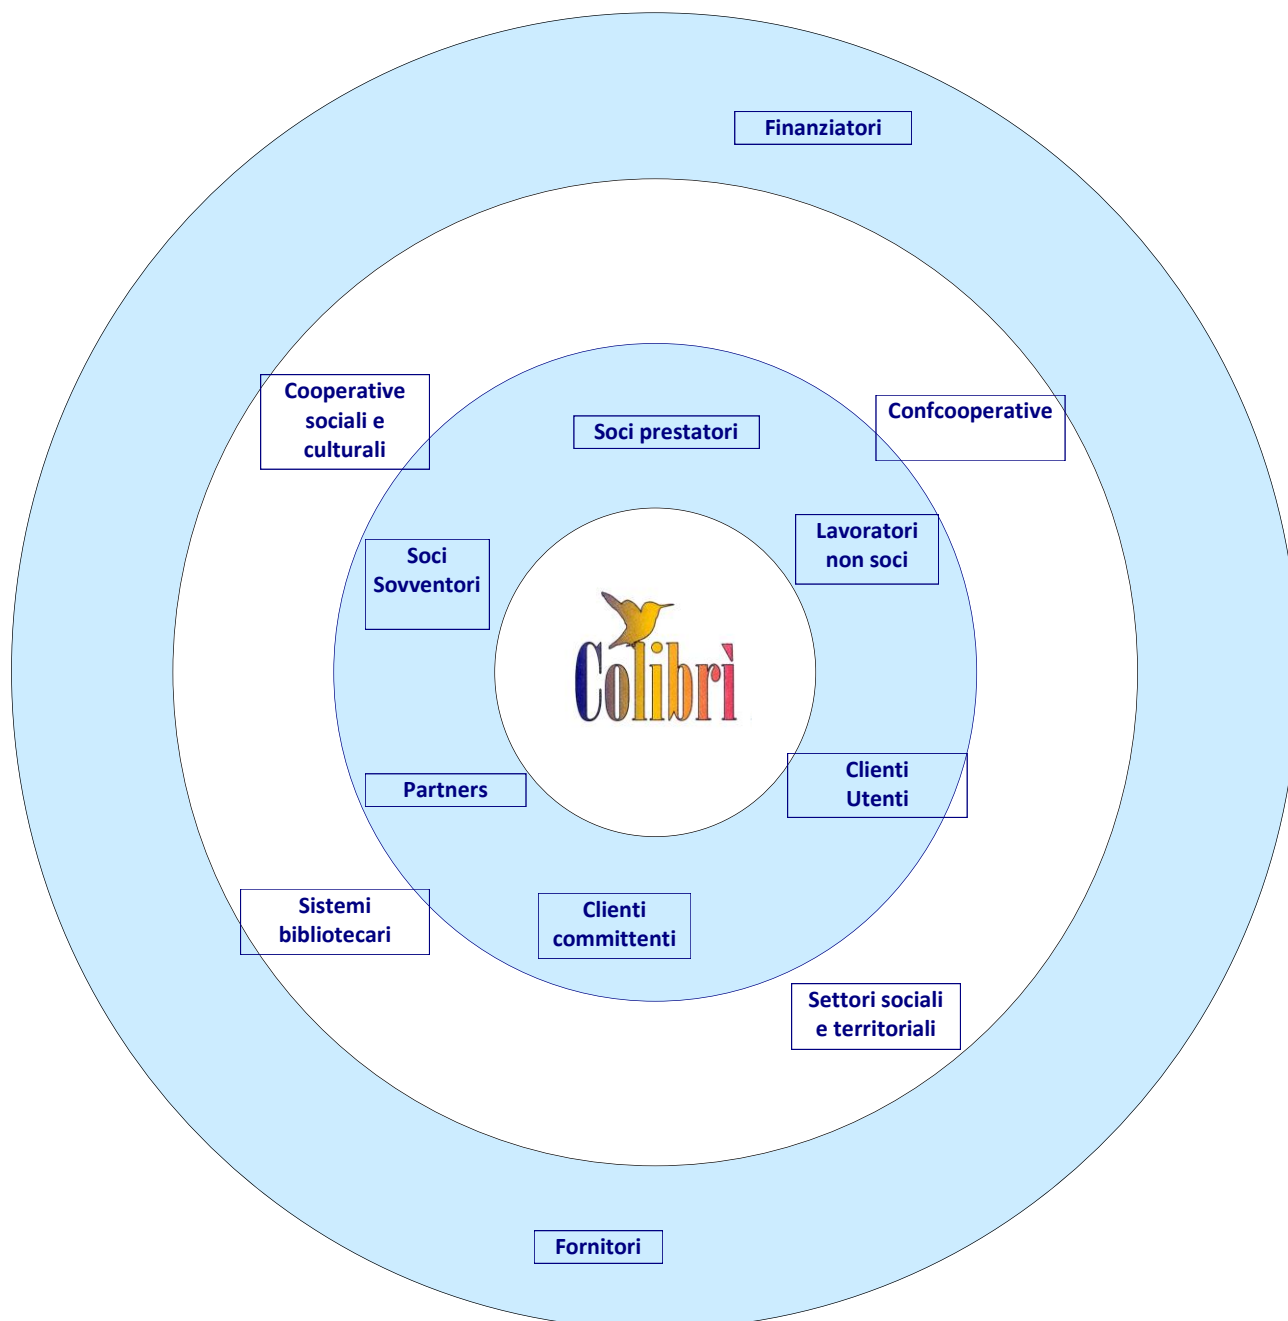 Finanziatori
Cooperative
sociali e
culturali
Confcooperative
Soci prestatori
Lavoratori
non soci
Soci
Sovventori
Colibrì
Partners
Clienti
Utenti
Sistemi
bibliotecari
Clienti
committenti
Settori sociali
e territoriali
Fornitori